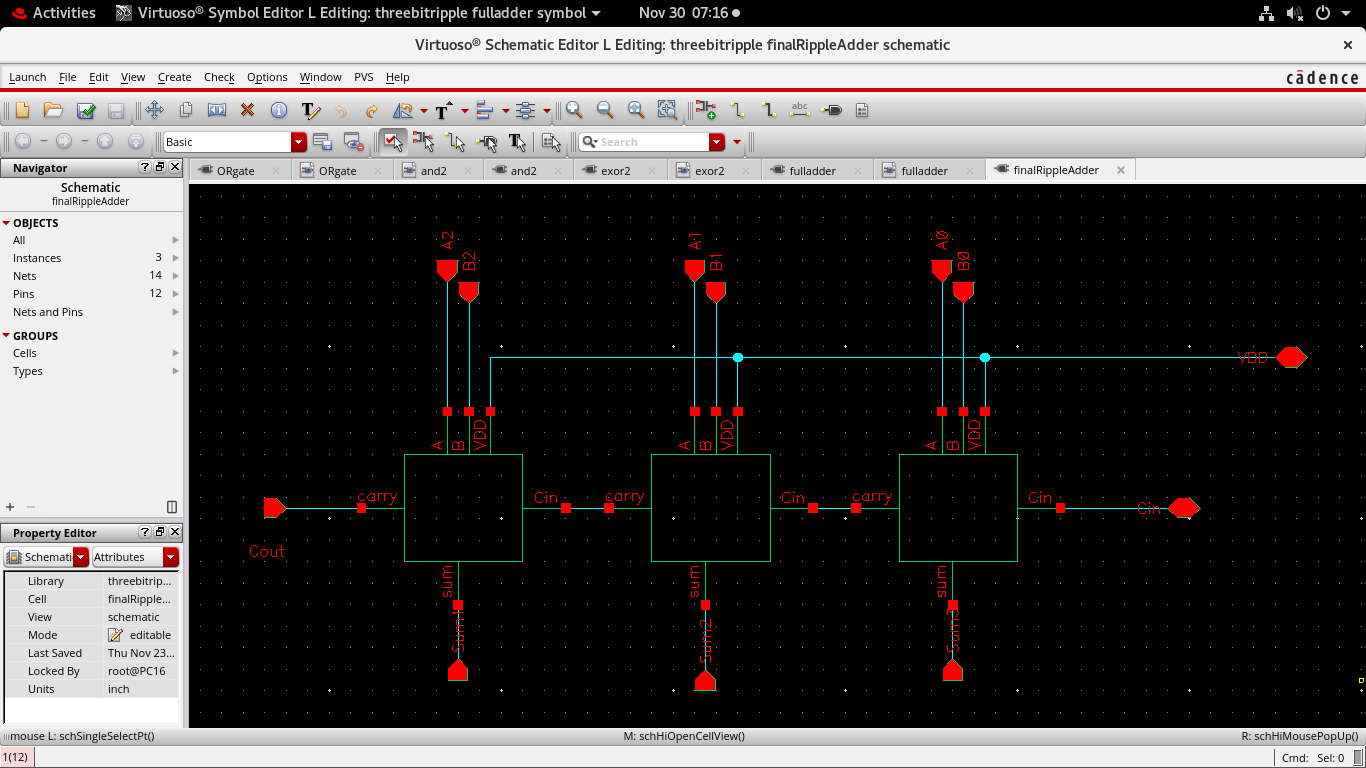 Activities
Virtuoso® Symbol Editor L Editing: threebitripple fulladder symbol
Nov 30 07:16
Virtuoso® Schematic Editor L Editing: threebitripple finalRippleAdder schematic
Launch File Edit View Create Check Options Window PVS Help
cādence
abc
Basic
Search
Navigator
ORgate ORgate and2 and2 exor2 exor2 fulladder fulladder finalRippleAdder
Schematic
finalRippleAdder
OBJECTS
All
Instances 3
Nets 14
Pins 12
Nets and Pins
GROUPS
Cells
Types
Property Editor
Schemati Attributes
Library threebitrip...
Cell finalRipple...
View schematic
Mode editable
Last Saved Thu Nov 23...
Locked By root@PC16
Units inch
A2 B2 A1 B1 A0 B0
VDD
A B VDD A B VDD A B VDD
carry Cin carry Cin carry Cin Cin
Cout
sum sum sum
Sum2
mouse L: schSingleSelectPt() M: schHiOpenCellView() R: schHiMousePopUp()
1(12) Cmd: Sel: 0